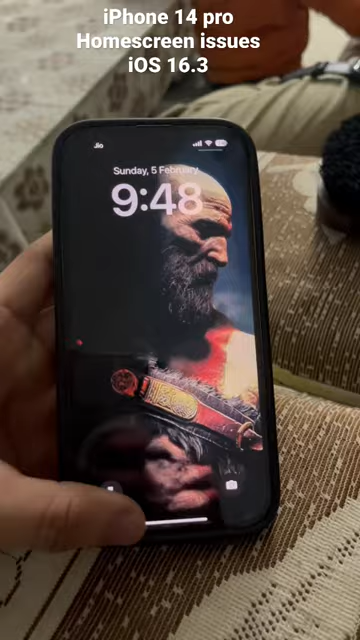 iPhone 14 pro
Homescreen issues
iOS 16.3
Jio
Sunday, 5 February
9:48